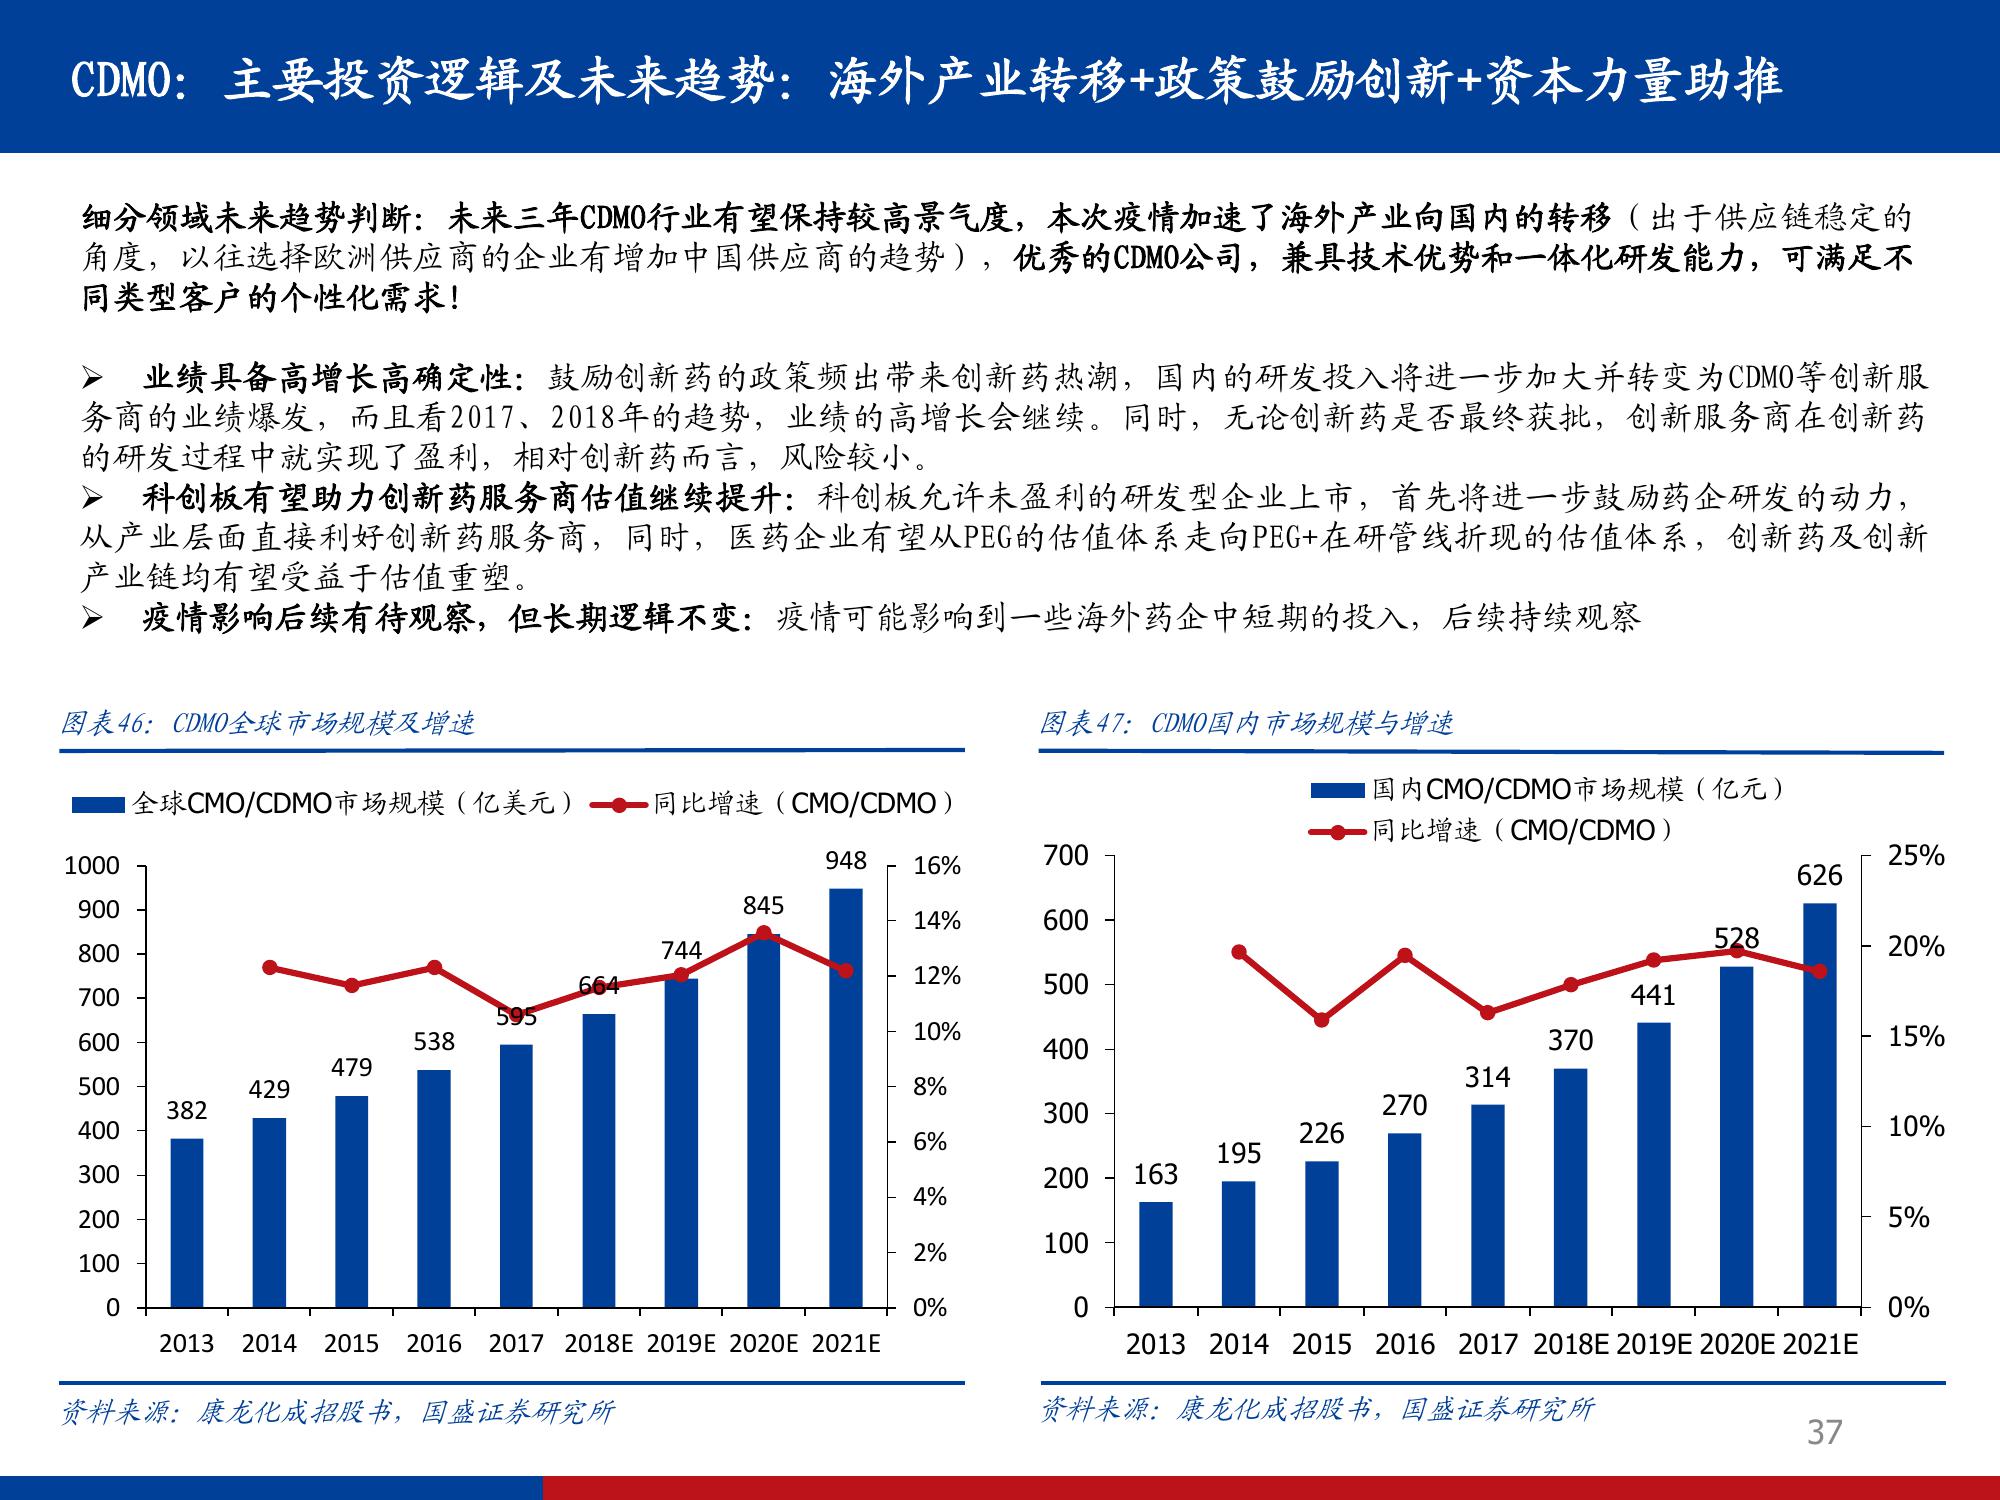 CDMO：主要投资逻辑及未来趋势：海外产业转移+政策鼓励创新+资本力量助推
细分领域未来趋势判断：未来三年CDMO行业有望保持较高景气度，本次疫情加速了海外产业向国内的转移（出于供应链稳定的
角度，以往选择欧洲供应商的企业有增加中国供应商的趋势），优秀的CDMO公司，兼具技术优势和一体化研发能力，可满足不
同类型客户的个性化需求！
➢ 业绩具备高增长高确定性：鼓励创新药的政策频出带来创新药热潮，国内的研发投入将进一步加大并转变为CDMO等创新服
务商的业绩爆发，而且看2017、2018年的趋势，业绩的高增长会继续。同时，无论创新药是否最终获批，创新服务商在创新药
的研发过程中就实现了盈利，相对创新药而言，风险较小。
➢ 科创板有望助力创新药服务商估值继续提升：科创板允许未盈利的研发型企业上市，首先将进一步鼓励药企研发的动力，
从产业层面直接利好创新药服务商，同时，医药企业有望从PEG的估值体系走向PEG+在研管线折现的估值体系，创新药及创新
产业链均有望受益于估值重塑。
➢ 疫情影响后续有待观察，但长期逻辑不变：疫情可能影响到一些海外药企中短期的投入，后续持续观察
图表46：CDMO全球市场规模及增速
全球CMO/CDMO市场规模（亿美元） 同比增速（CMO/CDMO）
1000
900
800
700
600
500
400
300
200
100
0
382
429
479
538
595
664
744
845
948
16%
14%
12%
10%
8%
6%
4%
2%
0%
2013 2014 2015 2016 2017 2018E 2019E 2020E 2021E
资料来源：康龙化成招股书，国盛证券研究所
图表47：CDMO国内市场规模与增速
国内CMO/CDMO市场规模（亿元）
同比增速（CMO/CDMO）
700
600
500
400
300
200
100
0
163
195
226
270
314
370
441
528
626
25%
20%
15%
10%
5%
0%
2013 2014 2015 2016 2017 2018E 2019E 2020E 2021E
资料来源：康龙化成招股书，国盛证券研究所
37